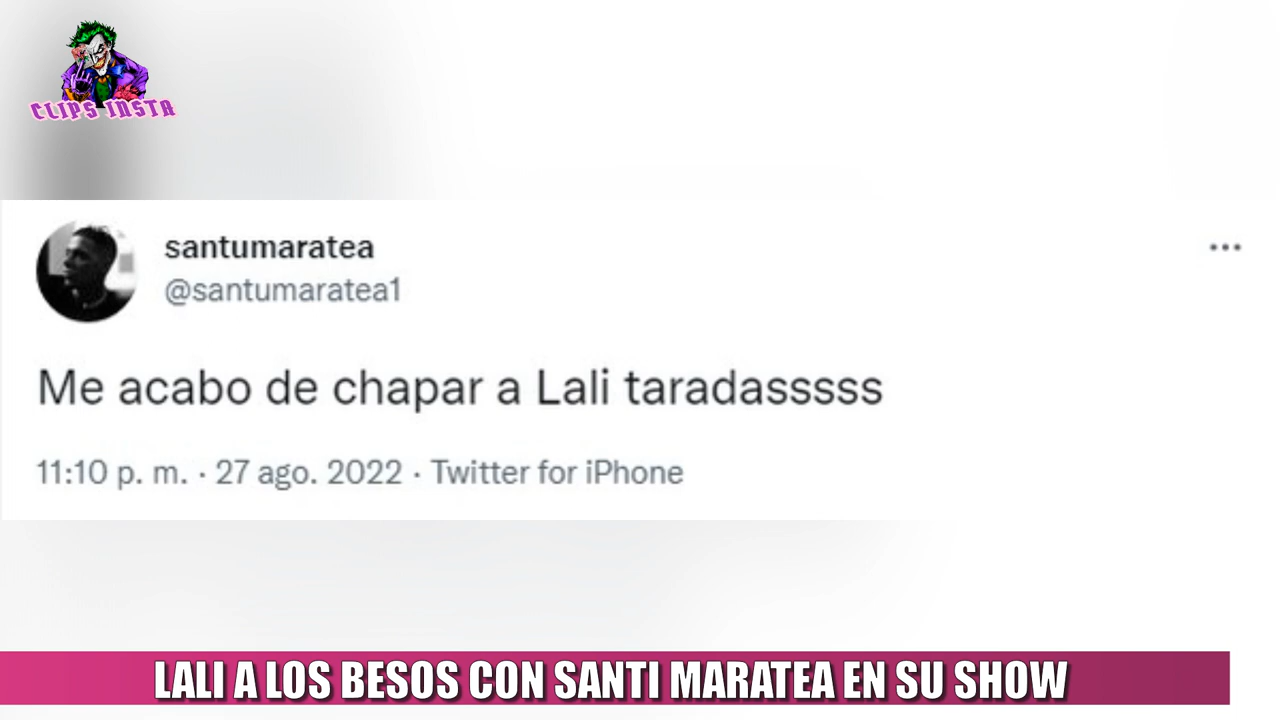 CLIPS INSTA
santumaratea
@santumaratea1
Me acabo de chapar a Lali taradasssss
11:10 p. m. · 27 ago. 2022 · Twitter for iPhone
LALI A LOS BESOS CON SANTI MARATEA EN SU SHOW